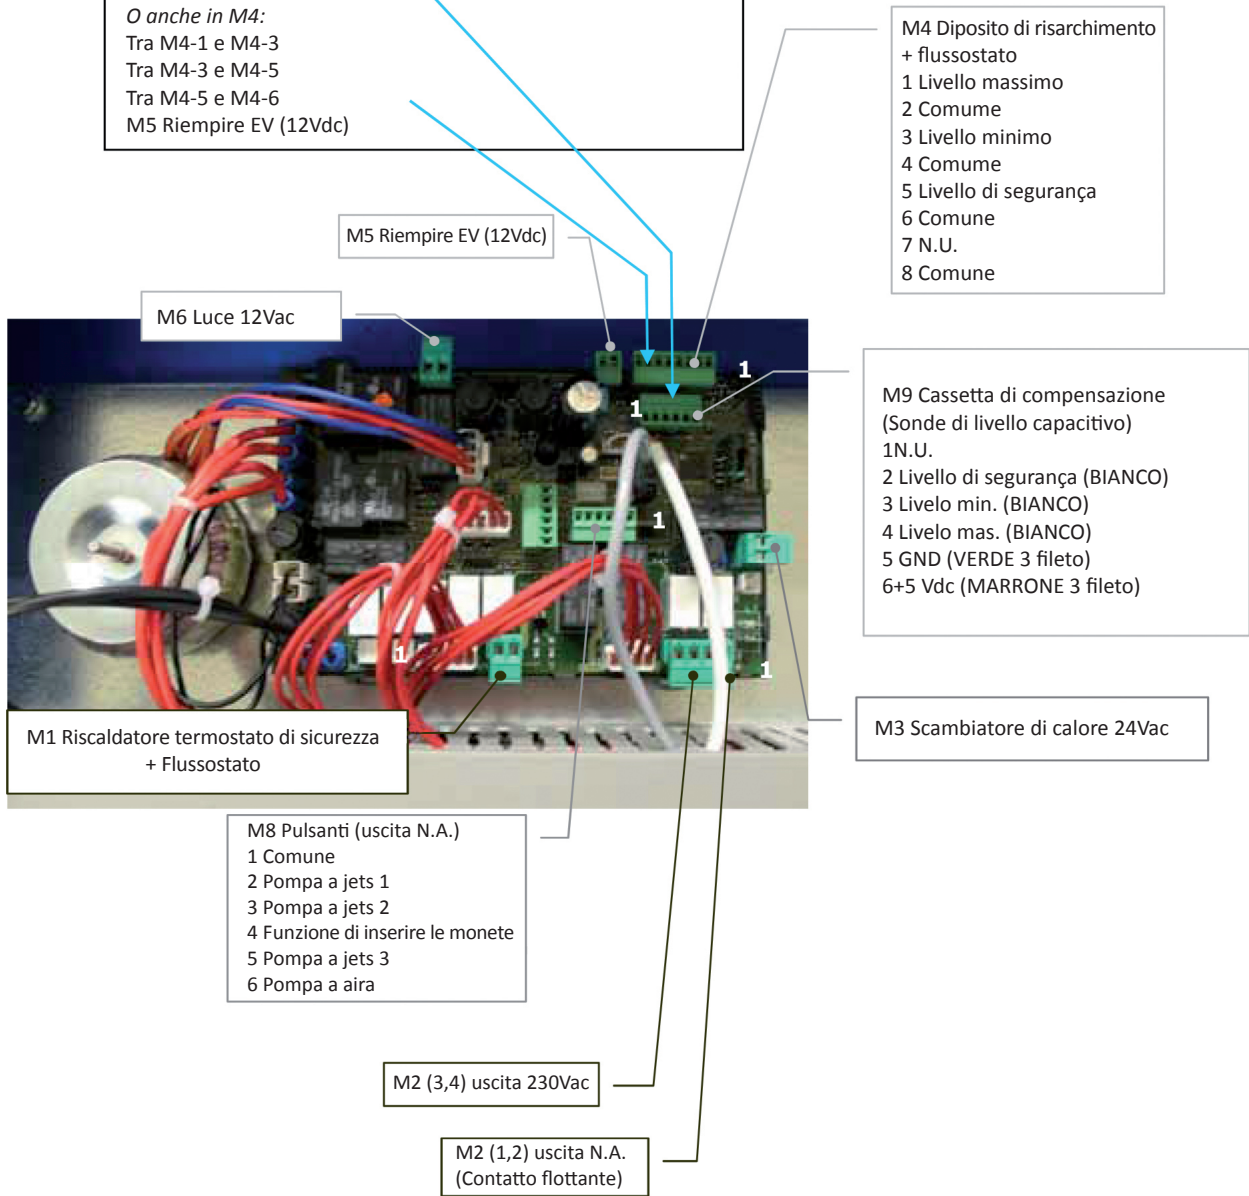 O anche in M4:
Tra M4-1 e M4-3
Tra M4-3 e M4-5
Tra M4-5 e M4-6
M5 Riempire EV (12Vdc)
M4 Diposito di risarchimento
+ flussostato
1 Livello massimo
2 Comume
3 Livello minimo
4 Comume
5 Livello di segurança
6 Comune
7 N.U.
8 Comune
M5 Riempire EV (12Vdc)
M6 Luce 12Vac
1
1
M9 Cassetta di compensazione
(Sonde di livello capacitivo)
1N.U.
2 Livello di segurança (BIANCO)
3 Livelo min. (BIANCO)
4 Livelo mas. (BIANCO)
5 GND (VERDE 3 fileto)
6+5 Vdc (MARRONE 3 fileto)
1
1
1
M3 Scambiatore di calore 24Vac
M1 Riscaldatore termostato di sicurezza
+ Flussostato
M8 Pulsanti (uscita N.A.)
1 Comune
2 Pompa a jets 1
3 Pompa a jets 2
4 Funzione di inserire le monete
5 Pompa a jets 3
6 Pompa a aira
M2 (3,4) uscita 230Vac
M2 (1,2) uscita N.A.
(Contatto flottante)